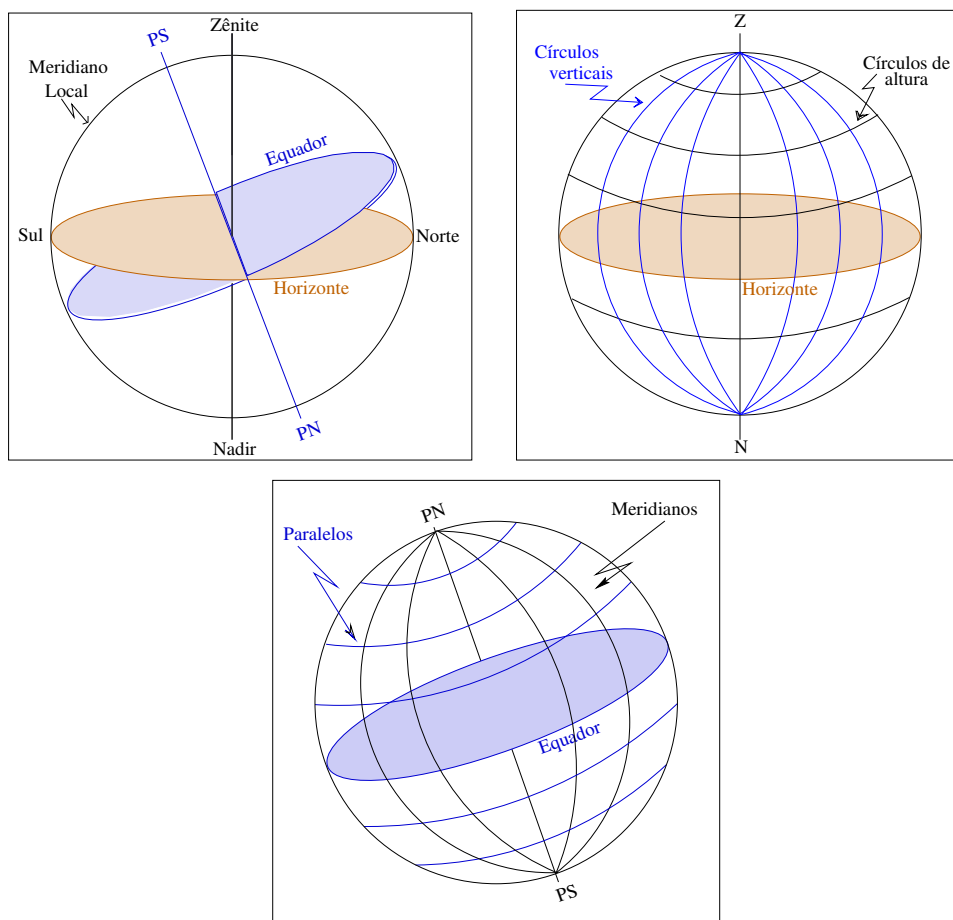 Zênite
PS
Meridiano
Local
Equador
Sul
Norte
Horizonte
PN
Nadir
Z
Círculos
verticais
Círculos de
altura
Horizonte
N
PN
Meridianos
Paralelos
Equador
PS